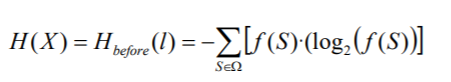 H(X) = H_before(l) = −∑_{S∈Ω}[f(S)·(log₂(f(S))]